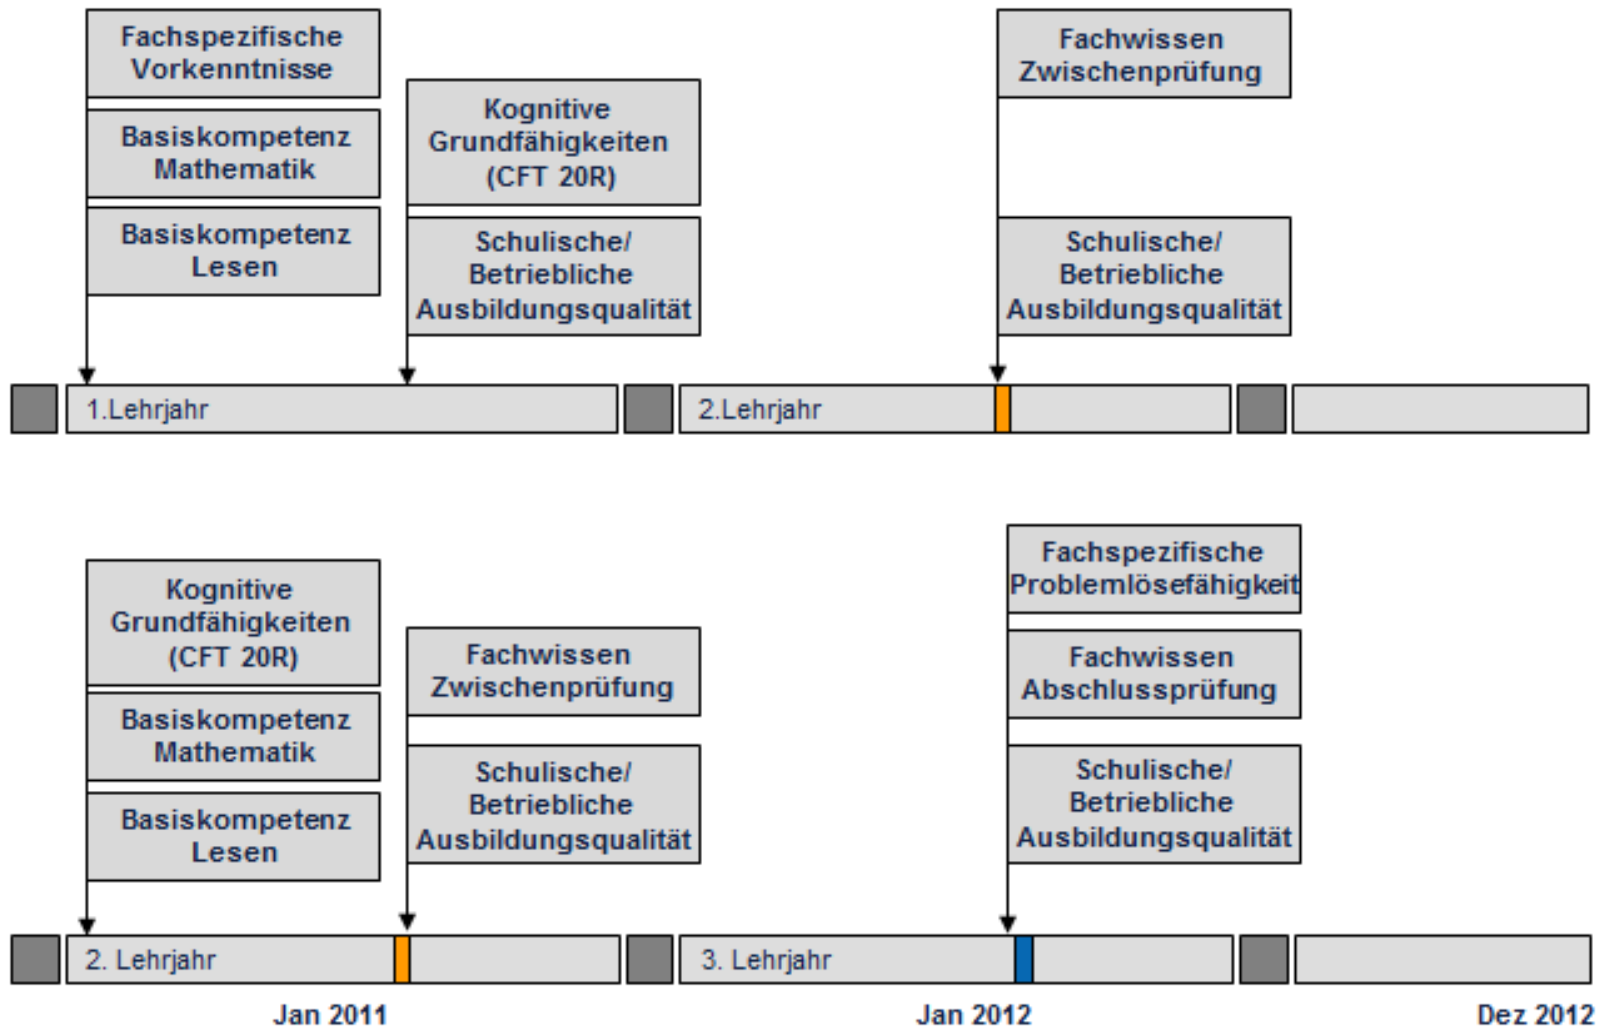 Fachspezifische
Vorkenntnisse
Basiskompetenz
Mathematik
Basiskompetenz
Lesen
Kognitive
Grundfähigkeiten
(CFT 20R)
Schulische/
Betriebliche
Ausbildungsqualität
Fachwissen
Zwischenprüfung
Schulische/
Betriebliche
Ausbildungsqualität
1.Lehrjahr
2.Lehrjahr
Kognitive
Grundfähigkeiten
(CFT 20R)
Basiskompetenz
Mathematik
Basiskompetenz
Lesen
Fachwissen
Zwischenprüfung
Schulische/
Betriebliche
Ausbildungsqualität
Fachspezifische
Problemlösefähigkeit
Fachwissen
Abschlussprüfung
Schulische/
Betriebliche
Ausbildungsqualität
2. Lehrjahr
3. Lehrjahr
Jan 2011
Jan 2012
Dez 2012